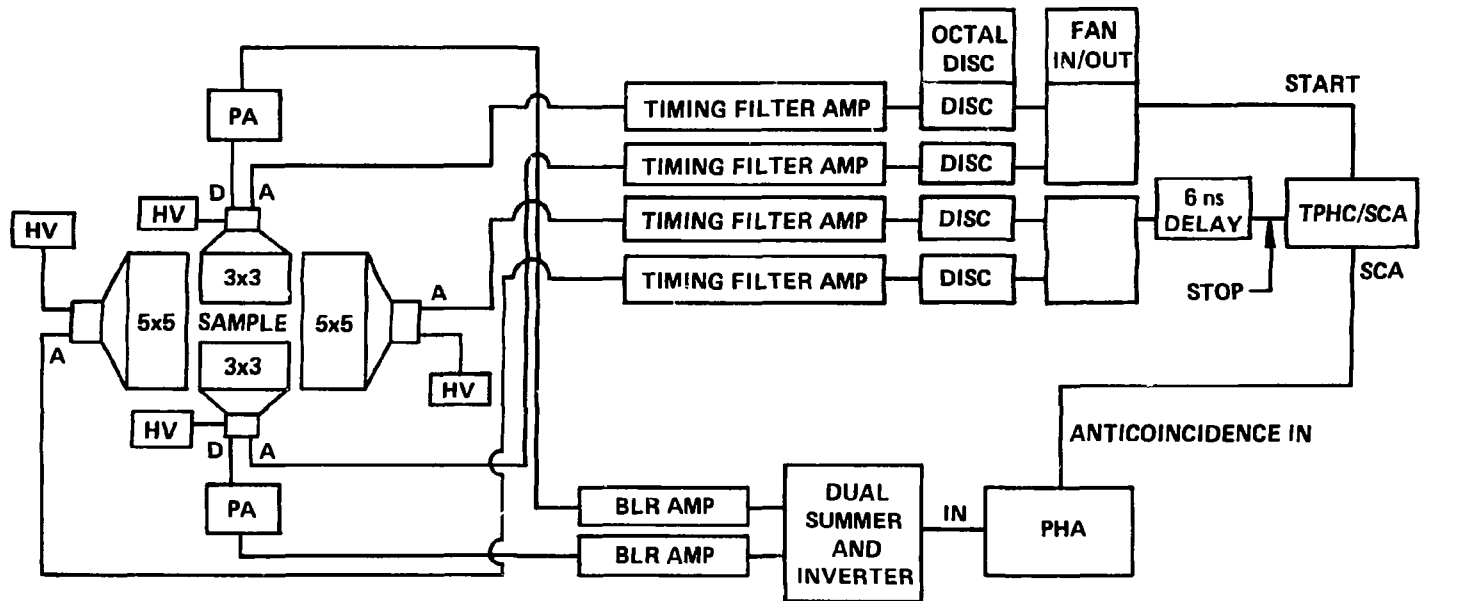 OCTAL
DISC
FAN
IN/OUT
START
PA
TIMING FILTER AMP
DISC
D
A
TIMING FILTER AMP
DISC
HV
HV
TIMING FILTER AMP
DISC
6 ns
DELAY
TPHC/SCA
3x3
TIMING FILTER AMP
DISC
A
SCA
STOP
5x5
SAMPLE
5x5
A
3x3
HV
HV
D
A
ANTICOINCIDENCE IN
PA
BLR AMP
DUAL
SUMMER
AND
INVERTER
IN
PHA
BLR AMP